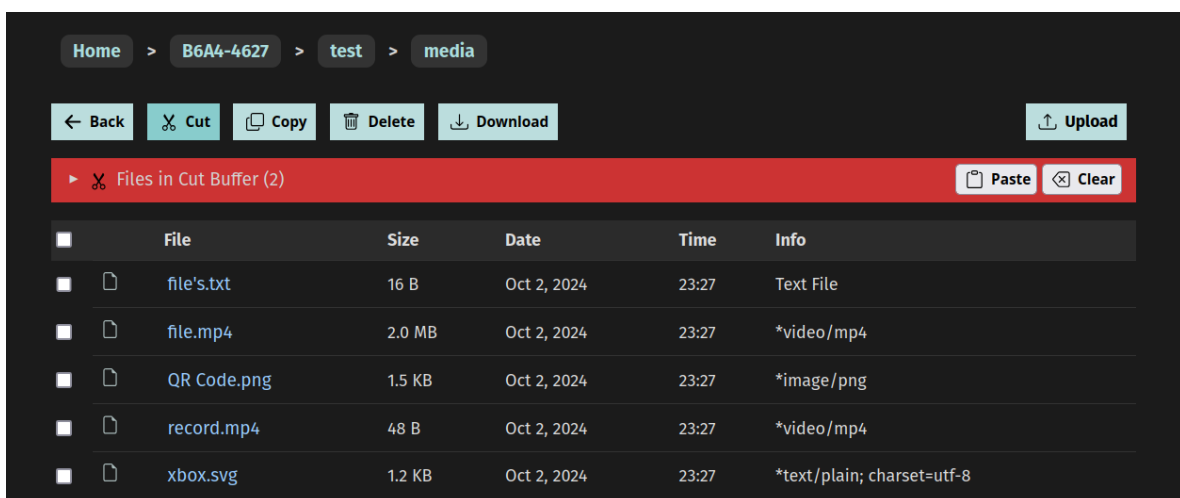 Home > B6A4-4627 > test > media
Back Cut Copy Delete Download Upload
Files in Cut Buffer (2) Paste Clear
File Size Date Time Info
file's.txt 16 B Oct 2, 2024 23:27 Text File
file.mp4 2.0 MB Oct 2, 2024 23:27 *video/mp4
QR Code.png 1.5 KB Oct 2, 2024 23:27 *image/png
record.mp4 48 B Oct 2, 2024 23:27 *video/mp4
xbox.svg 1.2 KB Oct 2, 2024 23:27 *text/plain; charset=utf-8